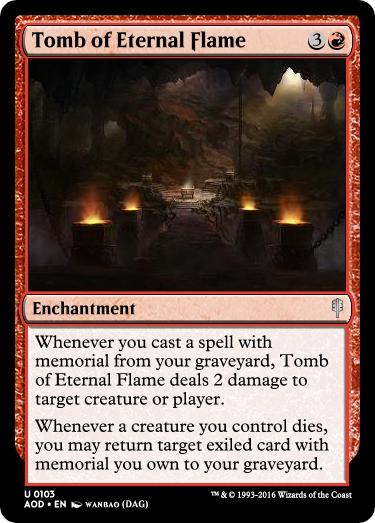 Tomb of Eternal Flame 3
Enchantment
Whenever you cast a spell with
memorial from your graveyard, Tomb
of Eternal Flame deals 2 damage to
target creature or player.
Whenever a creature you control dies,
you may return target exiled card with
memorial you own to your graveyard.
U 0103
AOD • EN WANBAO (DAG)
™ & © 1993-2016 Wizards of the Coast